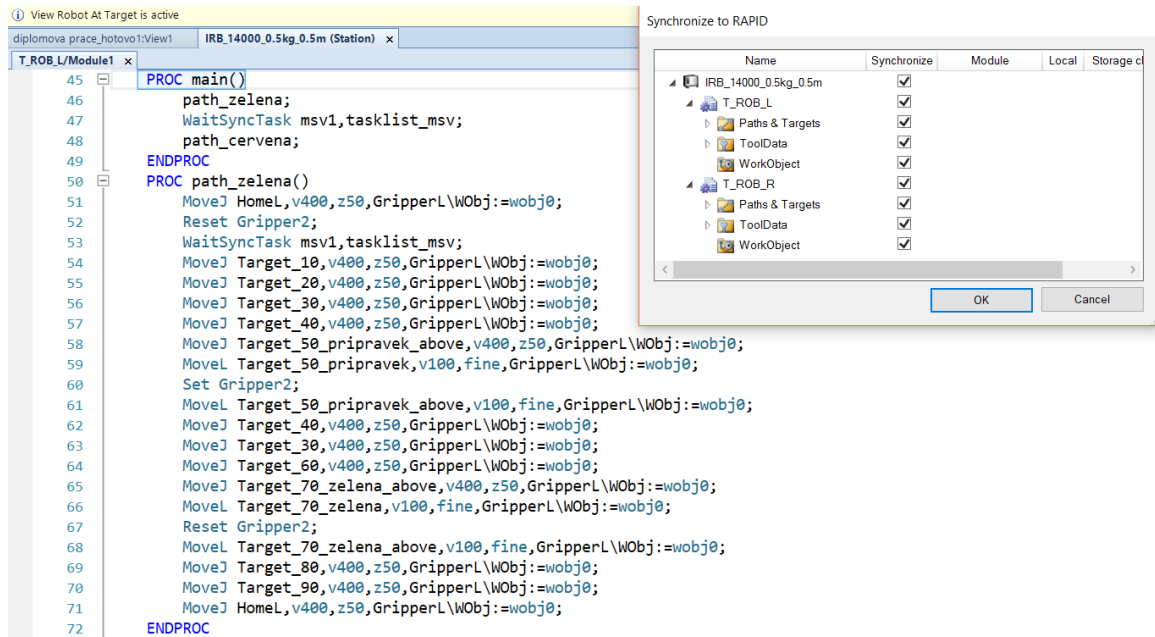 View Robot At Target is active
diplomova prace_hotovo1:View1 IRB_14000_0.5kg_0.5m (Station) x
T_ROB_L/Module1 x
45 PROC main()
46 path_zelena;
47 WaitSyncTask msv1,tasklist_msv;
48 path_cervena;
49 ENDPROC
50 PROC path_zelena()
51 MoveJ HomeL,v400,z50,GripperL\WObj:=wobj0;
52 Reset Gripper2;
53 WaitSyncTask msv1,tasklist_msv;
54 MoveJ Target_10,v400,z50,GripperL\WObj:=wobj0;
55 MoveJ Target_20,v400,z50,GripperL\WObj:=wobj0;
56 MoveJ Target_30,v400,z50,GripperL\WObj:=wobj0;
57 MoveJ Target_40,v400,z50,GripperL\WObj:=wobj0;
58 MoveJ Target_50_pripravek_above,v400,z50,GripperL\WObj:=wobj0;
59 MoveL Target_50_pripravek,v100,fine,GripperL\WObj:=wobj0;
60 Set Gripper2;
61 MoveL Target_50_pripravek_above,v100,fine,GripperL\WObj:=wobj0;
62 MoveJ Target_40,v400,z50,GripperL\WObj:=wobj0;
63 MoveJ Target_30,v400,z50,GripperL\WObj:=wobj0;
64 MoveJ Target_60,v400,z50,GripperL\WObj:=wobj0;
65 MoveJ Target_70_zelena_above,v400,z50,GripperL\WObj:=wobj0;
66 MoveL Target_70_zelena,v100,fine,GripperL\WObj:=wobj0;
67 Reset Gripper2;
68 MoveL Target_70_zelena_above,v100,fine,GripperL\WObj:=wobj0;
69 MoveJ Target_80,v400,z50,GripperL\WObj:=wobj0;
70 MoveJ Target_90,v400,z50,GripperL\WObj:=wobj0;
71 MoveJ HomeL,v400,z50,GripperL\WObj:=wobj0;
72 ENDPROC
Synchronize to RAPID
Name Synchronize Module Local Storage cl
IRB_14000_0.5kg_0.5m
T_ROB_L
Paths & Targets
ToolData
WorkObject
T_ROB_R
Paths & Targets
ToolData
WorkObject
OK Cancel